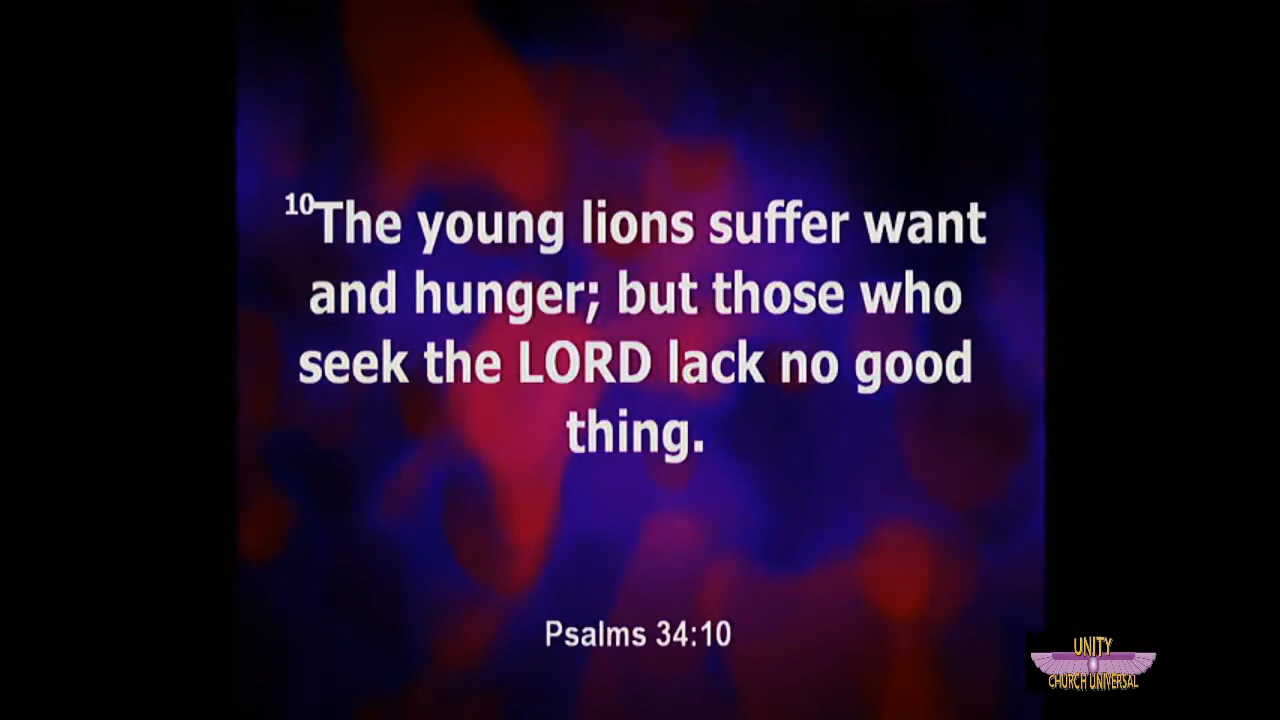 10The young lions suffer want
and hunger; but those who
seek the LORD lack no good
thing.
Psalms 34:10
UNITY
CHURCH UNIVERSAL